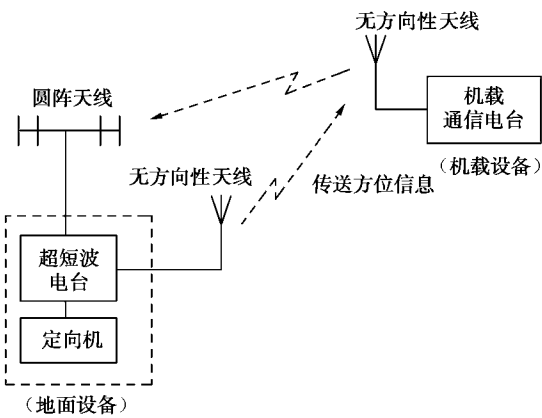 无方向性天线
圆阵天线
机载
通信电台
（机载设备）
无方向性天线
传送方位信息
超短波
电台
定向机
（地面设备）